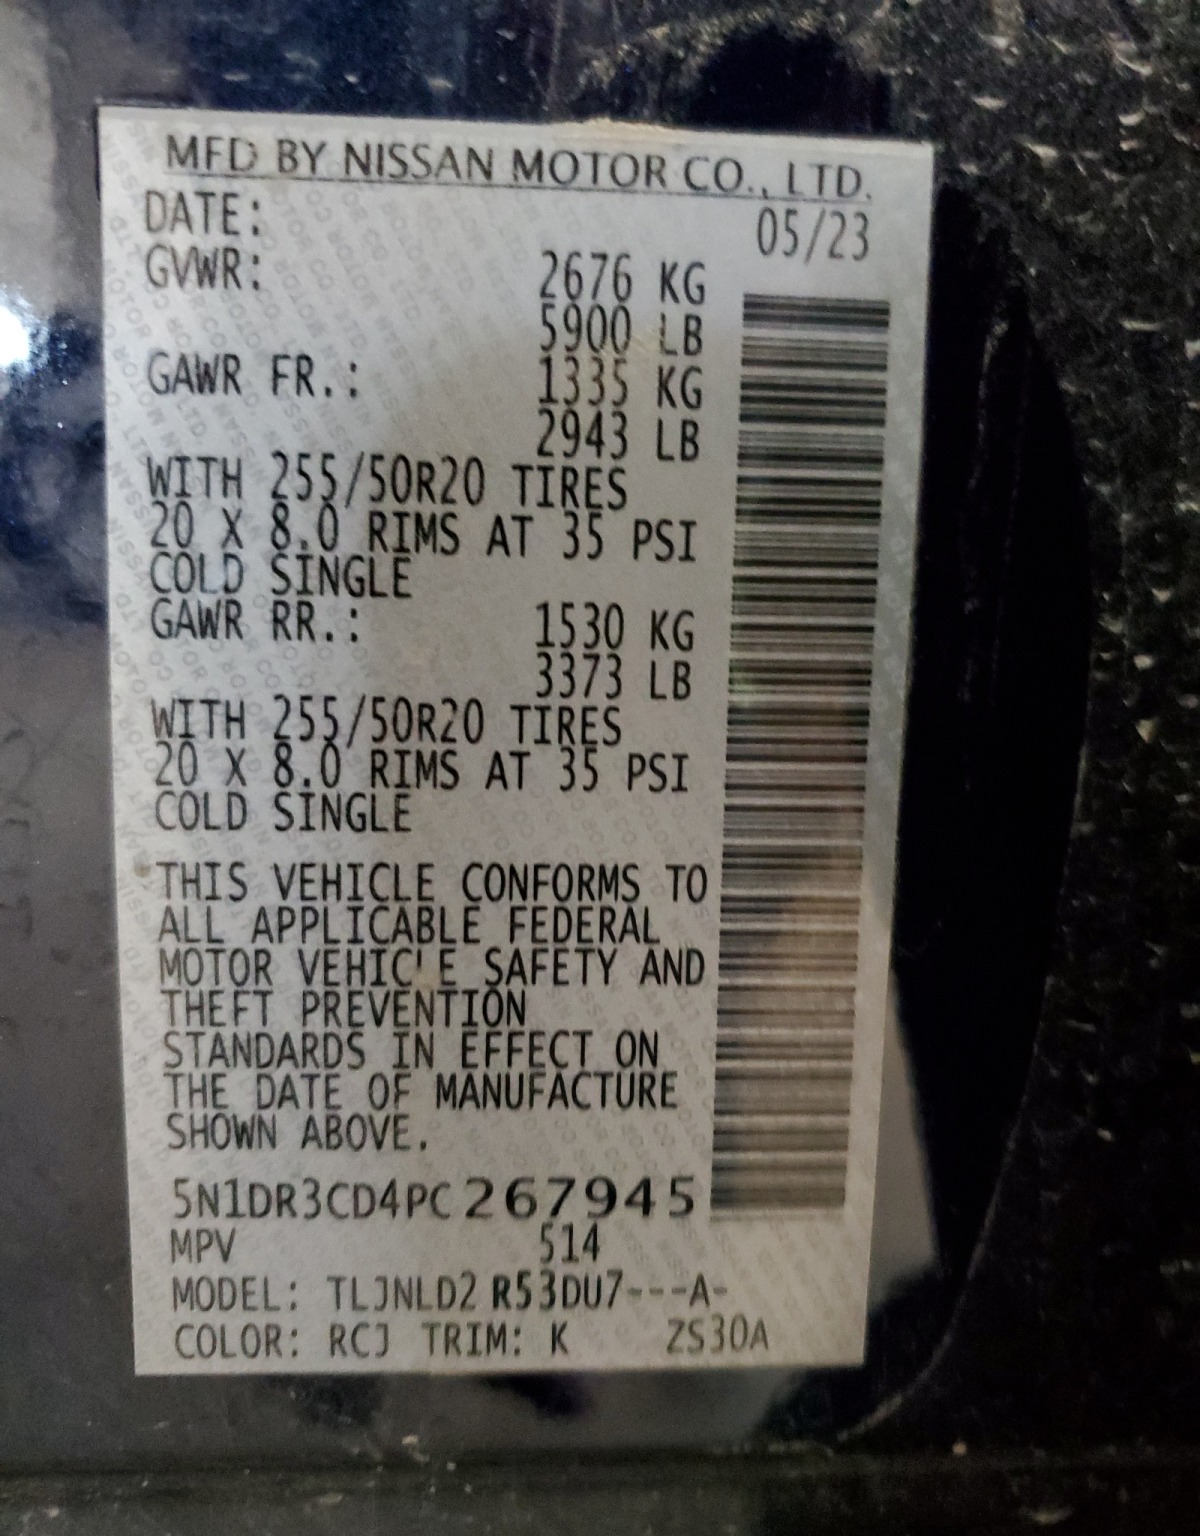 MFD BY NISSAN MOTOR CO., LTD.
DATE: 05/23
GVWR: 2676 KG
5900 LB
GAWR FR.: 1335 KG
2943 LB
WITH 255/50R20 TIRES
20 X 8.0 RIMS AT 35 PSI
COLD SINGLE
GAWR RR.: 1530 KG
3373 LB
WITH 255/50R20 TIRES
20 X 8.0 RIMS AT 35 PSI
COLD SINGLE
THIS VEHICLE CONFORMS TO
ALL APPLICABLE FEDERAL
MOTOR VEHICLE SAFETY AND
THEFT PREVENTION
STANDARDS IN EFFECT ON
THE DATE OF MANUFACTURE
SHOWN ABOVE.
5N1DR3CD4PC267945
MPV 514
MODEL: TLJNLD2 R53DU7---A-
COLOR: RCJ TRIM: K ZS30A